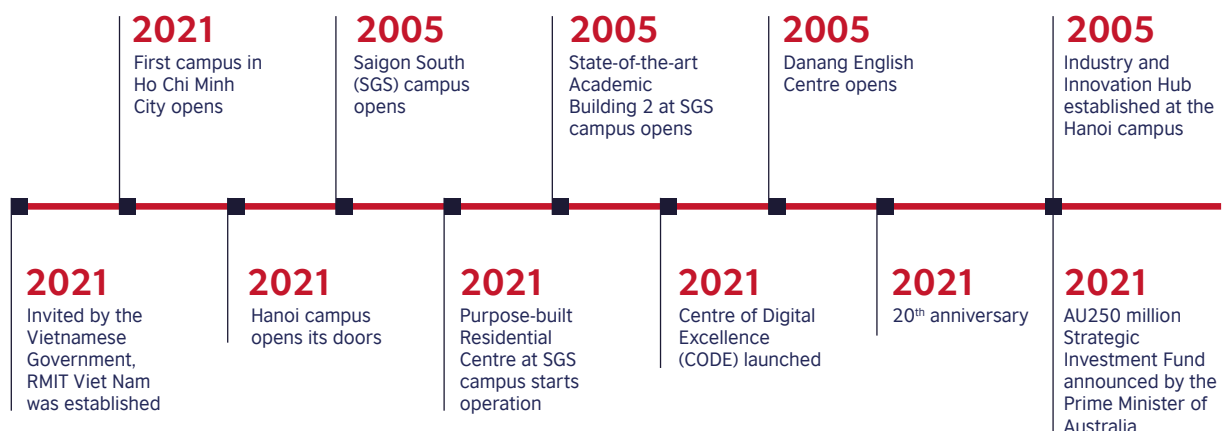 2021
First campus in
Ho Chi Minh
City opens
2005
Saigon South
(SGS) campus
opens
2005
State-of-the-art
Academic
Building 2 at SGS
campus opens
2005
Danang English
Centre opens
2005
Industry and
Innovation Hub
established at the
Hanoi campus
2021
Invited by the
Vietnamese
Government,
RMIT Viet Nam
was established
2021
Hanoi campus
opens its doors
2021
Purpose-built
Residential
Centre at SGS
campus starts
operation
2021
Centre of Digital
Excellence
(CODE) launched
2021
20th anniversary
2021
AU250 million
Strategic
Investment Fund
announced by the
Prime Minister of
Australia